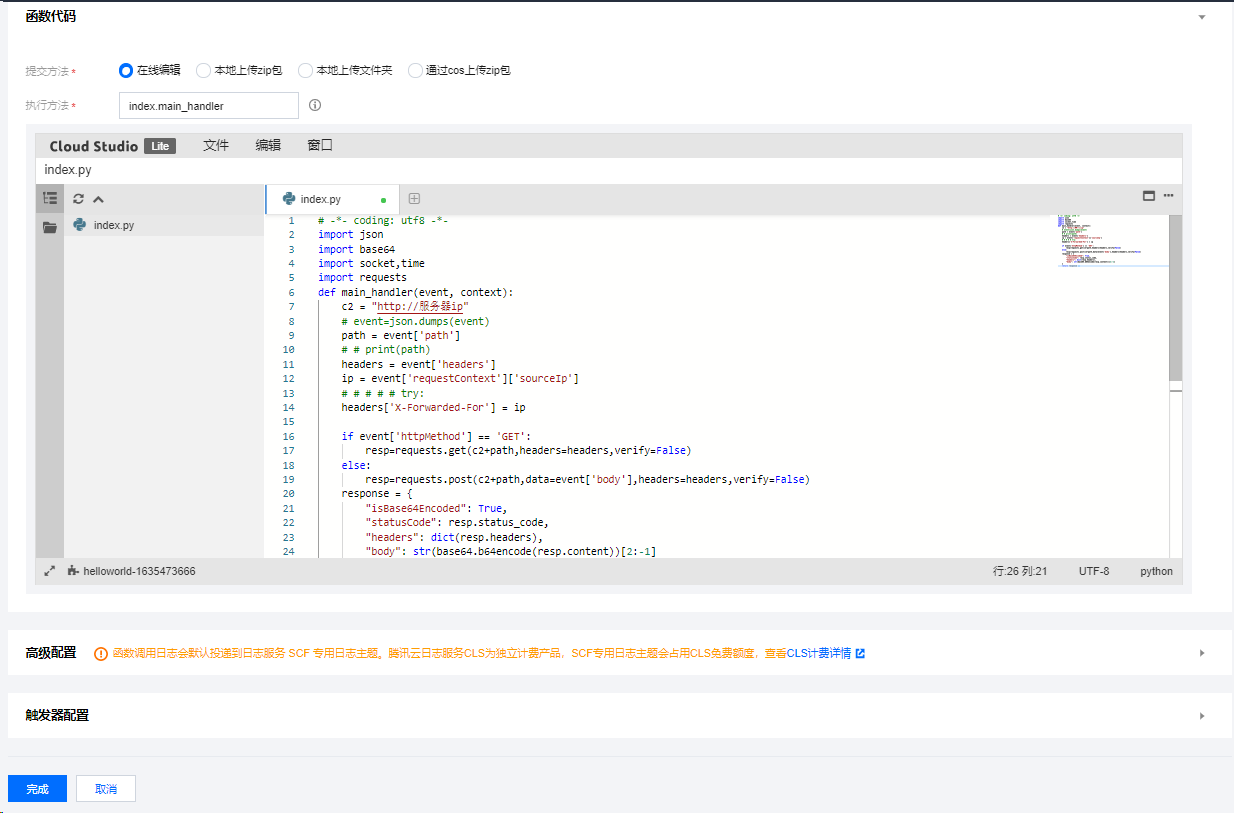 函数代码
提交方法 * 在线编辑 本地上传zip包 本地上传文件夹 通过cos上传zip包
执行方法 * index.main_handler
Cloud Studio Lite 文件 编辑 窗口
index.py
index.py
index.py
1 # -*- coding: utf8 -*-
2 import json
3 import base64
4 import socket,time
5 import requests
6 def main_handler(event, context):
7 c2 = "http://服务器ip"
8 # event=json.dumps(event)
9 path = event['path']
10 # # print(path)
11 headers = event['headers']
12 ip = event['requestContext']['sourceIp']
13 # # # # # try:
14 headers['X-Forwarded-For'] = ip
15
16 if event['httpMethod'] == 'GET':
17 resp=requests.get(c2+path,headers=headers,verify=False)
18 else:
19 resp=requests.post(c2+path,data=event['body'],headers=headers,verify=False)
20 response = {
21 "isBase64Encoded": True,
22 "statusCode": resp.status_code,
23 "headers": dict(resp.headers),
24 "body": str(base64.b64encode(resp.content))[2:-1]
helloworld-1635473666 行:26 列:21 UTF-8 python
高级配置 函数调用日志会默认投递到日志服务 SCF 专用日志主题。腾讯云日志服务CLS为独立计费产品，SCF专用日志主题会占用CLS免费额度，查看CLS计费详情
触发器配置
完成 取消